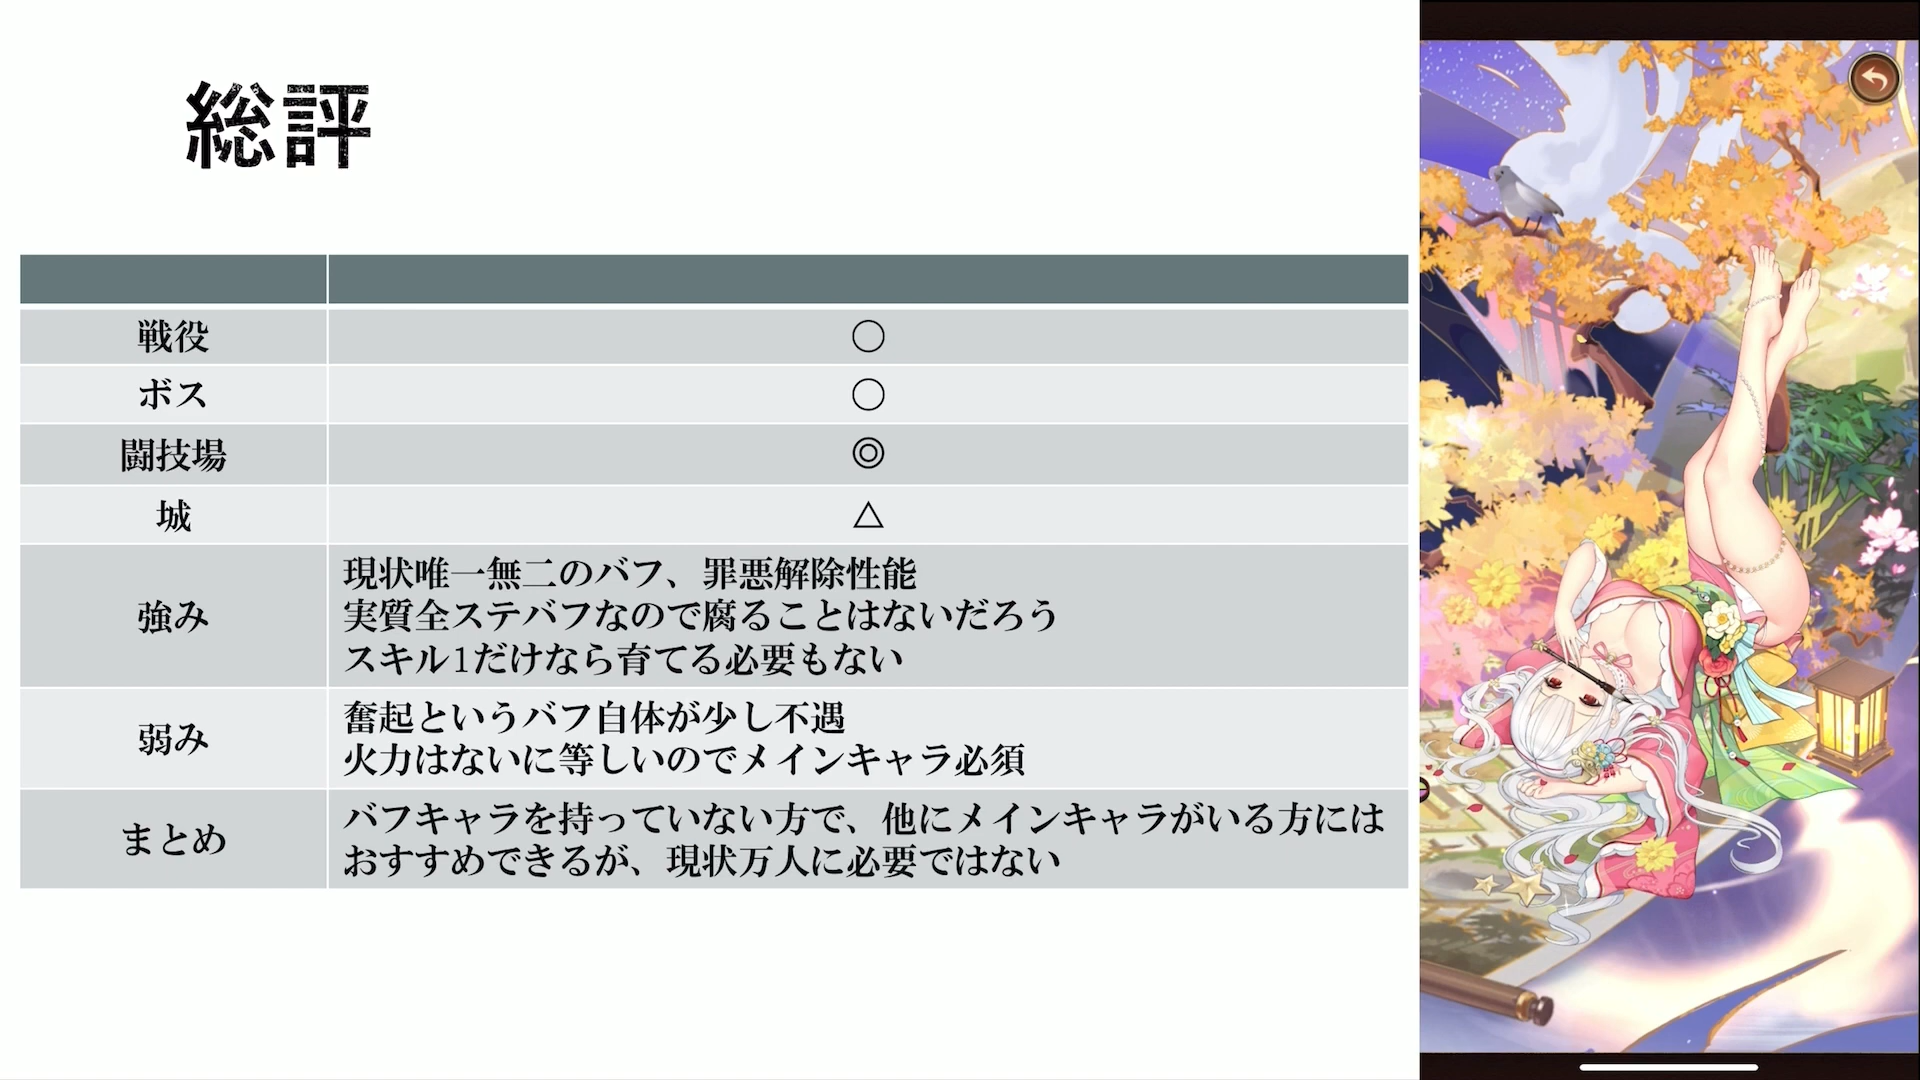 総評
戦役
○
ボス
○
闘技場
◎
城
△
強み
現状唯一無二のバフ、罪悪解除性能
実質全ステバフなので腐ることはないだろう
スキル1だけなら育てる必要もない
弱み
奮起というバフ自体が少し不遇
火力はないに等しいのでメインキャラ必須
まとめ
バフキャラを持っていない方で、他にメインキャラがいる方には
おすすめできるが、現状万人に必要ではない